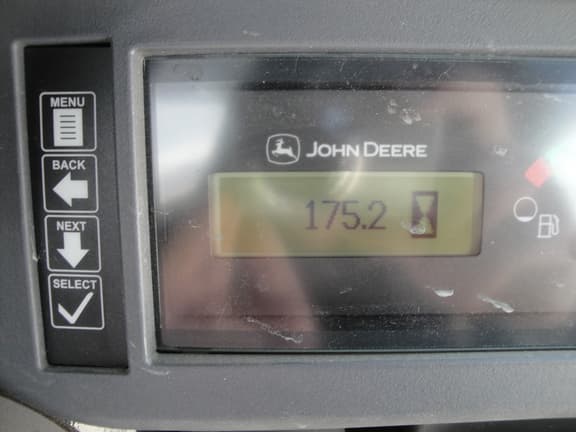 MENU
BACK
NEXT
SELECT
JOHN DEERE
175.2